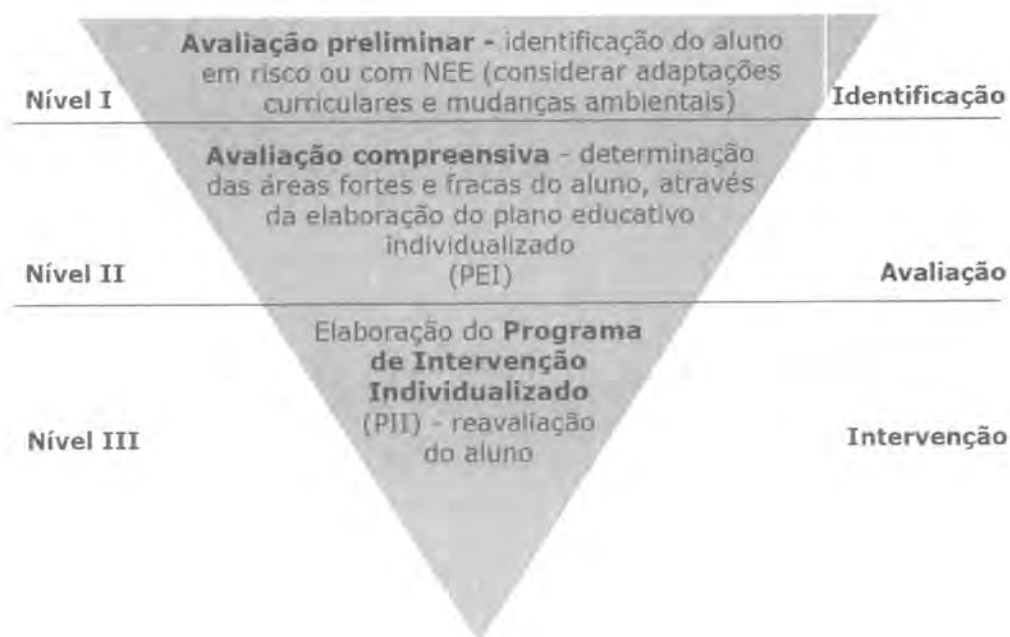 Avaliação preliminar - identificação do aluno
em risco ou com NEE (considerar adaptações
curriculares e mudanças ambientais)
Nível I
Identificação
Avaliação compreensiva - determinação
das áreas fortes e fracas do aluno, através
da elaboração do plano educativo
individualizado
(PEI)
Nível II
Avaliação
Elaboração do Programa
de Intervenção
Individualizado
(PII) - reavaliação
do aluno
Nível III
Intervenção